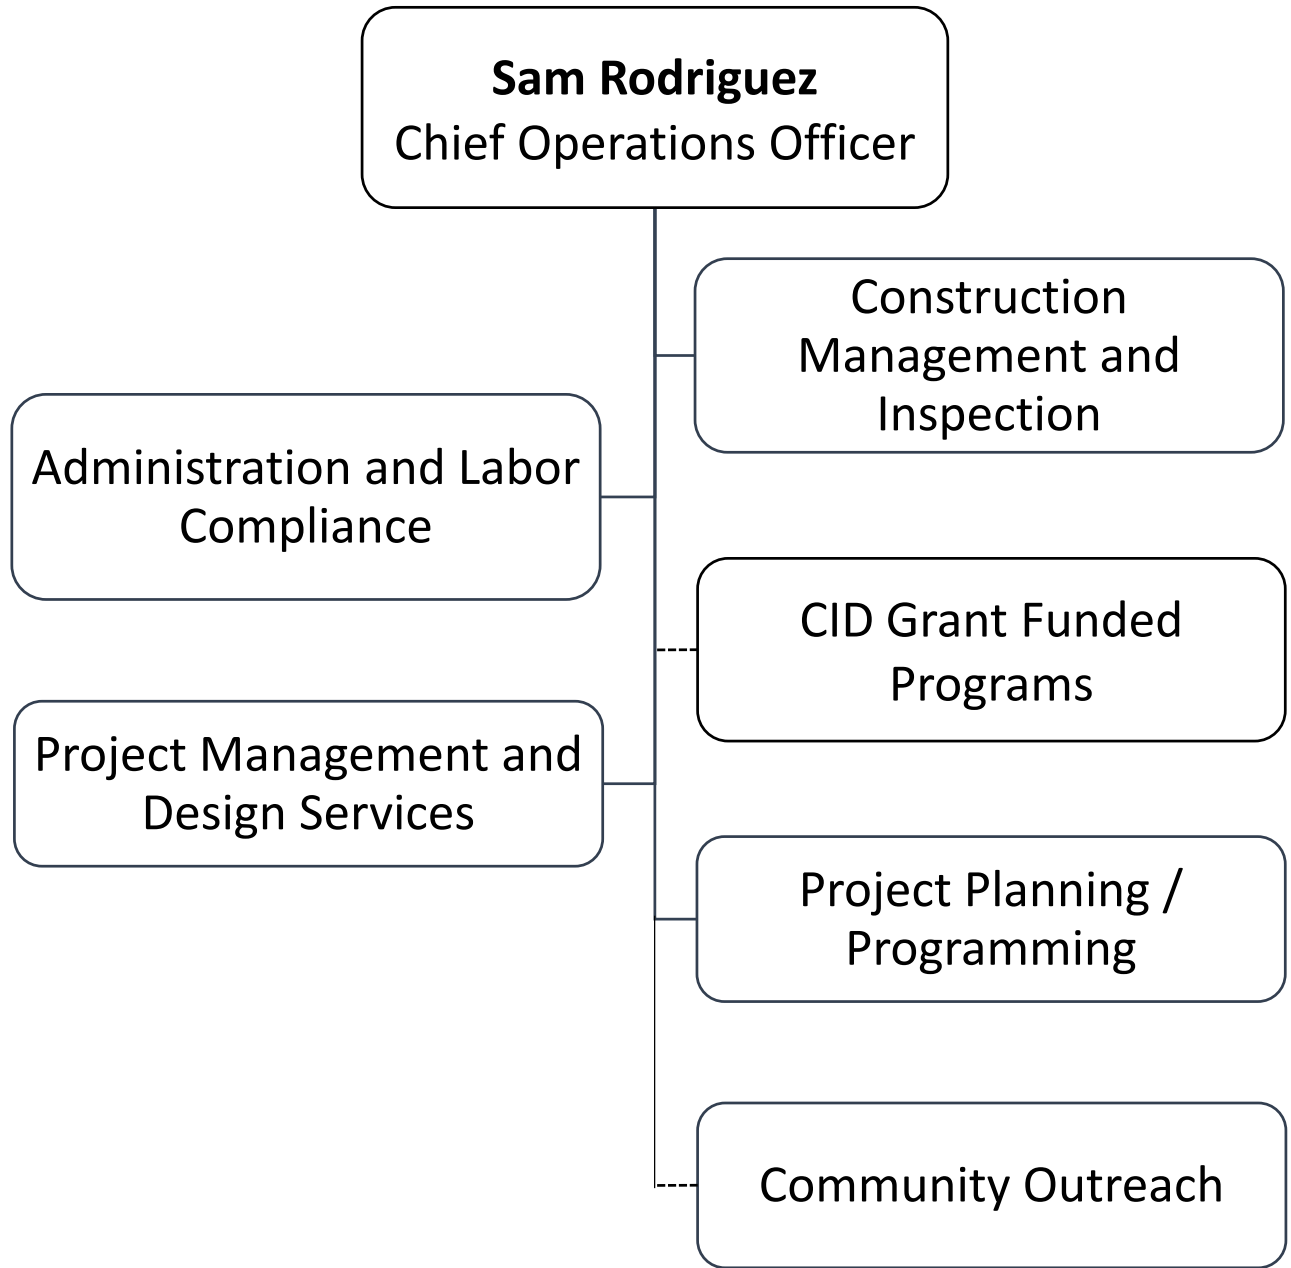 Sam Rodriguez
Chief Operations Officer
Construction
Management and
Inspection
Administration and Labor
Compliance
CID Grant Funded
Programs
Project Management and
Design Services
Project Planning /
Programming
Community Outreach